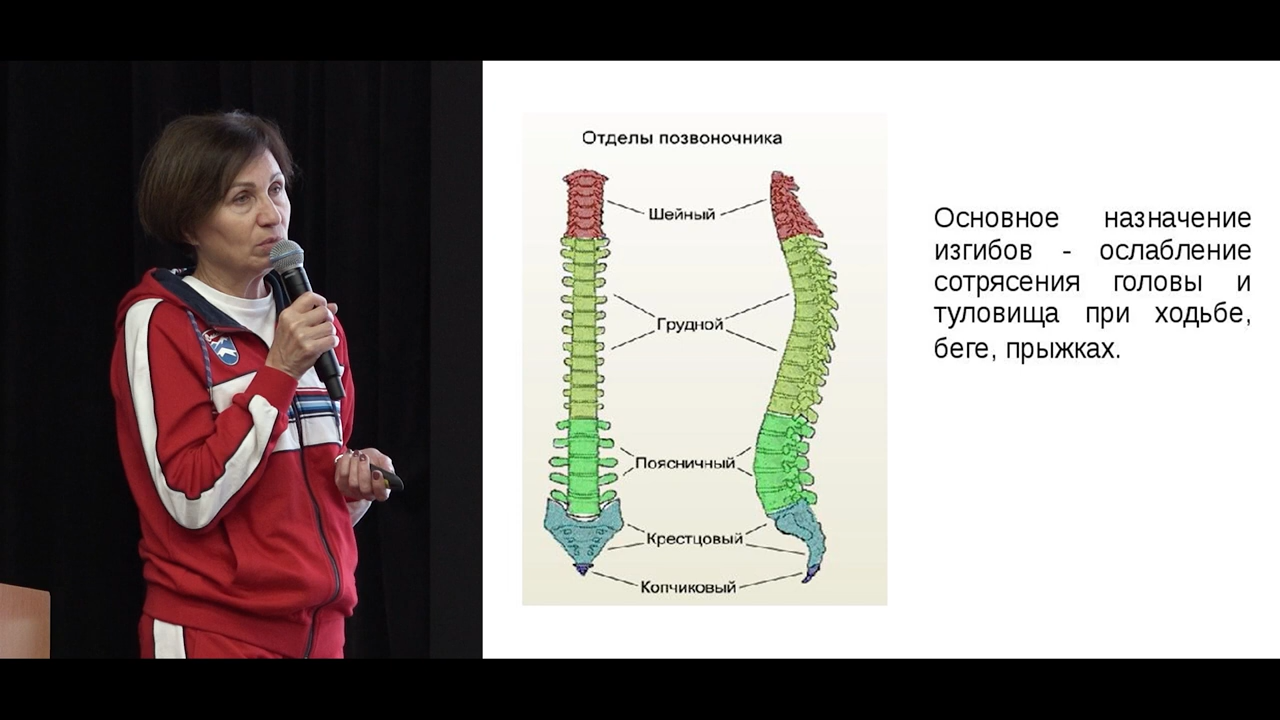 Отделы позвоночника
Шейный
Грудной
Поясничный
Крестцовый
Копчиковый
Основное назначение
изгибов - ослабление
сотрясения головы и
туловища при ходьбе,
беге, прыжках.